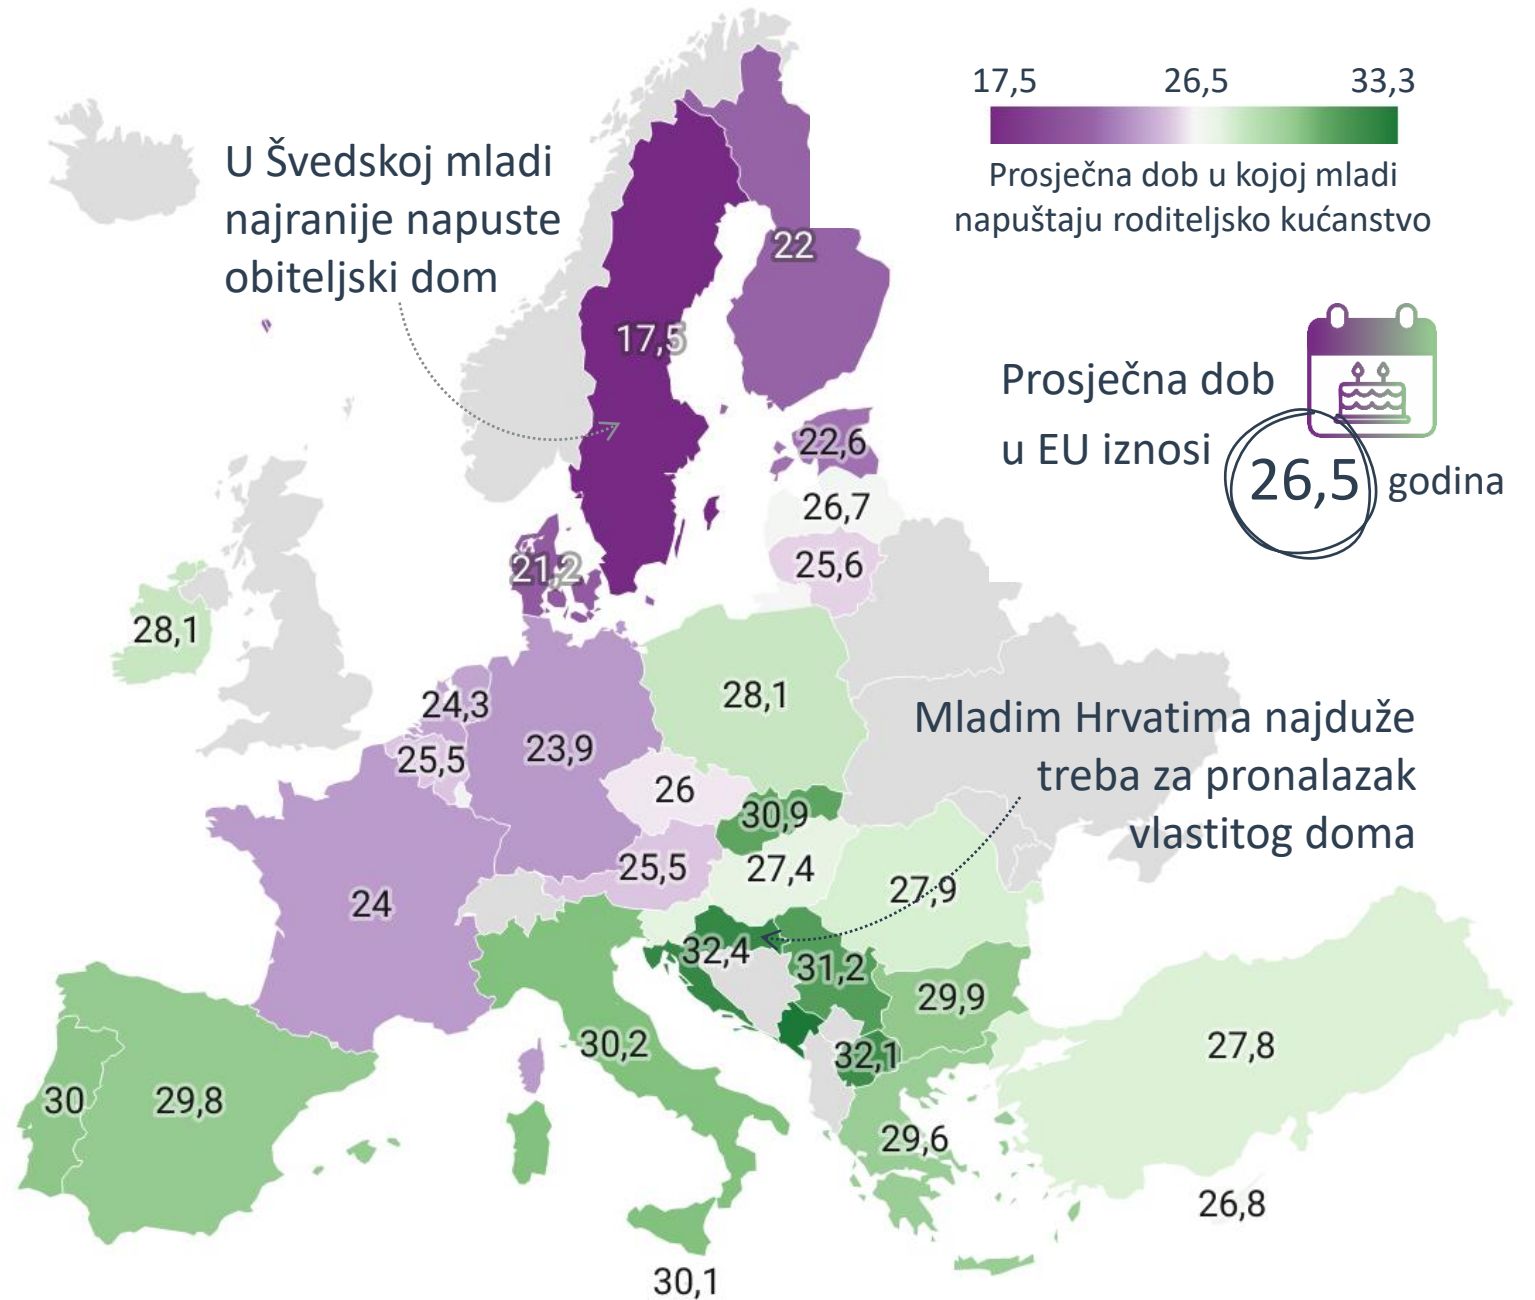 17,5 26,5 33,3
Prosječna dob u kojoj mladi
napuštaju roditeljsko kućanstvo
U Švedskoj mladi
najranije napuste
obiteljski dom
22
17,5
Prosječna dob
u EU iznosi
26,5 godina
22,6
26,7
25,6
21,2
28,1
24,3
28,1
Mladim Hrvatima najduže
treba za pronalazak
vlastitog doma
25,5
23,9
26
30,9
25,5
27,4
27,9
24
32,4
31,2
29,9
30,2
32,1
27,8
30
29,8
29,6
26,8
30,1